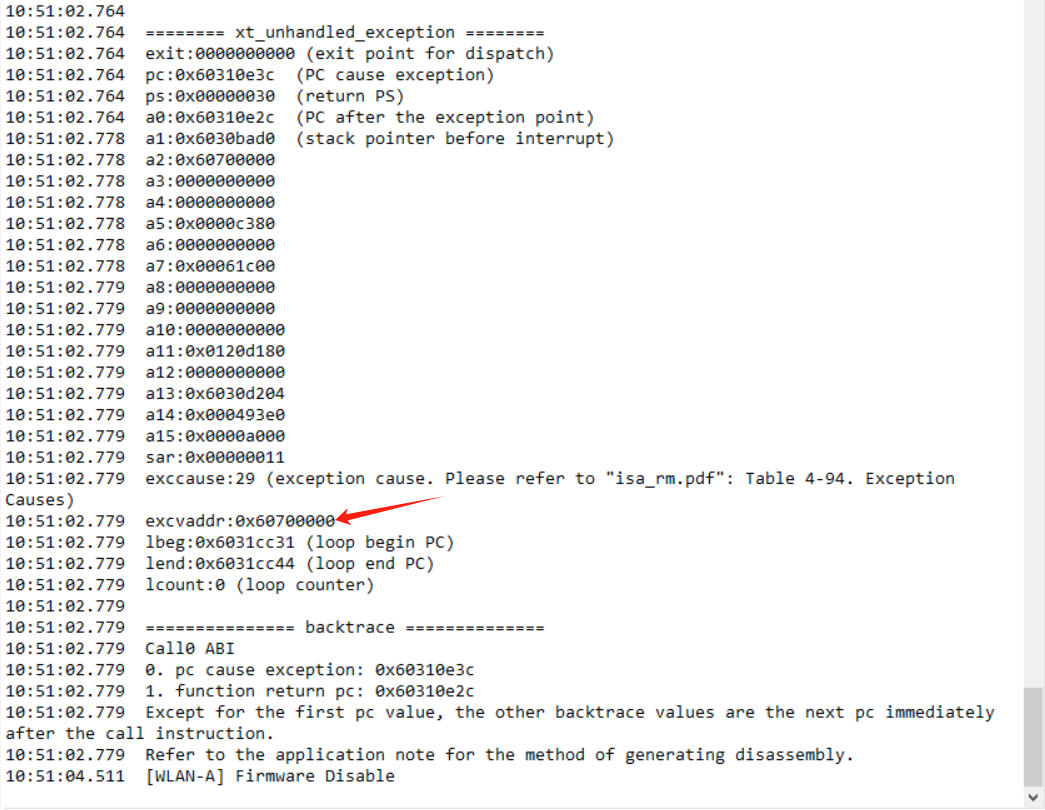 10:51:02.764
10:51:02.764 ======== xt_unhandled_exception ========
10:51:02.764 exit:0000000000 (exit point for dispatch)
10:51:02.764 pc:0x60310e3c (PC cause exception)
10:51:02.764 ps:0x00000030 (return PS)
10:51:02.764 a0:0x60310e2c (PC after the exception point)
10:51:02.778 a1:0x6030bad0 (stack pointer before interrupt)
10:51:02.778 a2:0x60700000
10:51:02.778 a3:0000000000
10:51:02.778 a4:0000000000
10:51:02.778 a5:0x0000c380
10:51:02.778 a6:0000000000
10:51:02.778 a7:0x00061c00
10:51:02.779 a8:0000000000
10:51:02.779 a9:0000000000
10:51:02.779 a10:0000000000
10:51:02.779 a11:0x0120d180
10:51:02.779 a12:0000000000
10:51:02.779 a13:0x6030d204
10:51:02.779 a14:0x000493e0
10:51:02.779 a15:0x0000a000
10:51:02.779 sar:0x00000011
10:51:02.779 exccause:29 (exception cause. Please refer to "isa_rm.pdf": Table 4-94. Exception
Causes)
10:51:02.779 excvaddr:0x60700000
10:51:02.779 lbeg:0x6031cc31 (loop begin PC)
10:51:02.779 lend:0x6031cc44 (loop end PC)
10:51:02.779 lcount:0 (loop counter)
10:51:02.779
10:51:02.779 =============== backtrace ==============
10:51:02.779 Call0 ABI
10:51:02.779 0. pc cause exception: 0x60310e3c
10:51:02.779 1. function return pc: 0x60310e2c
10:51:02.779 Except for the first pc value, the other backtrace values are the next pc immediately
after the call instruction.
10:51:02.779 Refer to the application note for the method of generating disassembly.
10:51:04.511 [WLAN-A] Firmware Disable